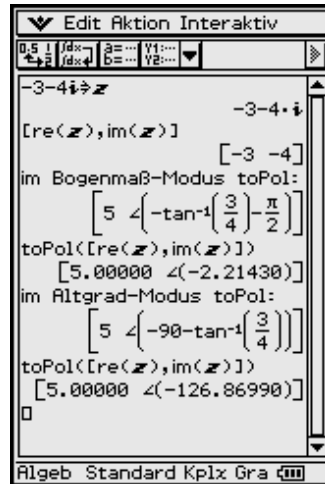 Edit Aktion Interaktiv
-3-4i⇒z
-3-4·i
[re(z),im(z)]
[-3 -4]
im Bogenmaß-Modus toPol:
[5 ∠(-tan⁻¹(3/4)-π/2)]
toPol([re(z),im(z)])
[5.00000 ∠(-2.21430)]
im Altgrad-Modus toPol:
[5 ∠(-90-tan⁻¹(3/4))]
toPol([re(z),im(z)])
[5.00000 ∠(-126.86990)]
Algeb Standard Kplx Gra